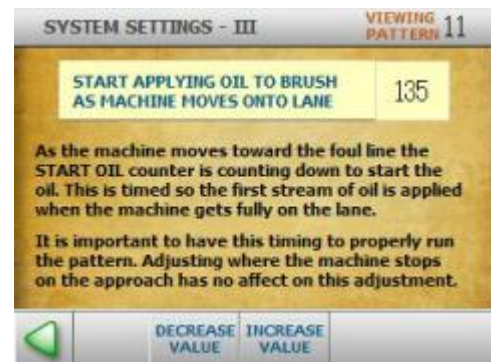 SYSTEM SETTINGS - III
VIEWING
PATTERN 11
START APPLYING OIL TO BRUSH
AS MACHINE MOVES ONTO LANE
135
As the machine moves toward the foul line the
START OIL counter is counting down to start the
oil. This is timed so the first stream of oil is applied
when the machine gets fully on the lane.
It is important to have this timing to properly run
the pattern. Adjusting where the machine stops
on the approach has no affect on this adjustment.
DECREASE
VALUE
INCREASE
VALUE